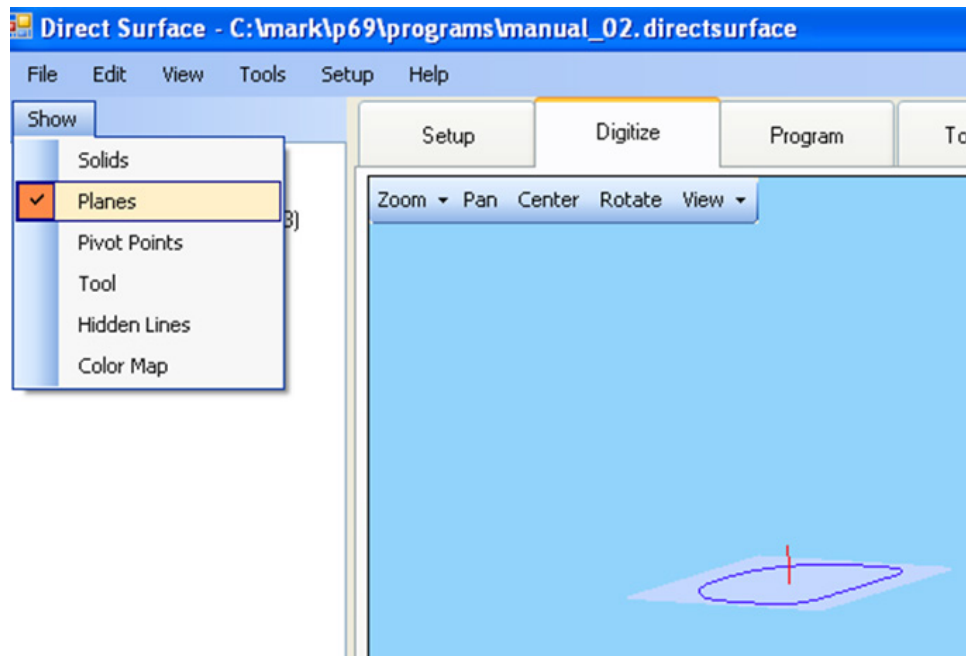 Direct Surface - C:\mark\p69\programs\manual_02.directsurface
File Edit View Tools Setup Help
Show
Setup Digitize Program
Solids
Planes
Pivot Points
Tool
Hidden Lines
Color Map
Zoom Pan Center Rotate View